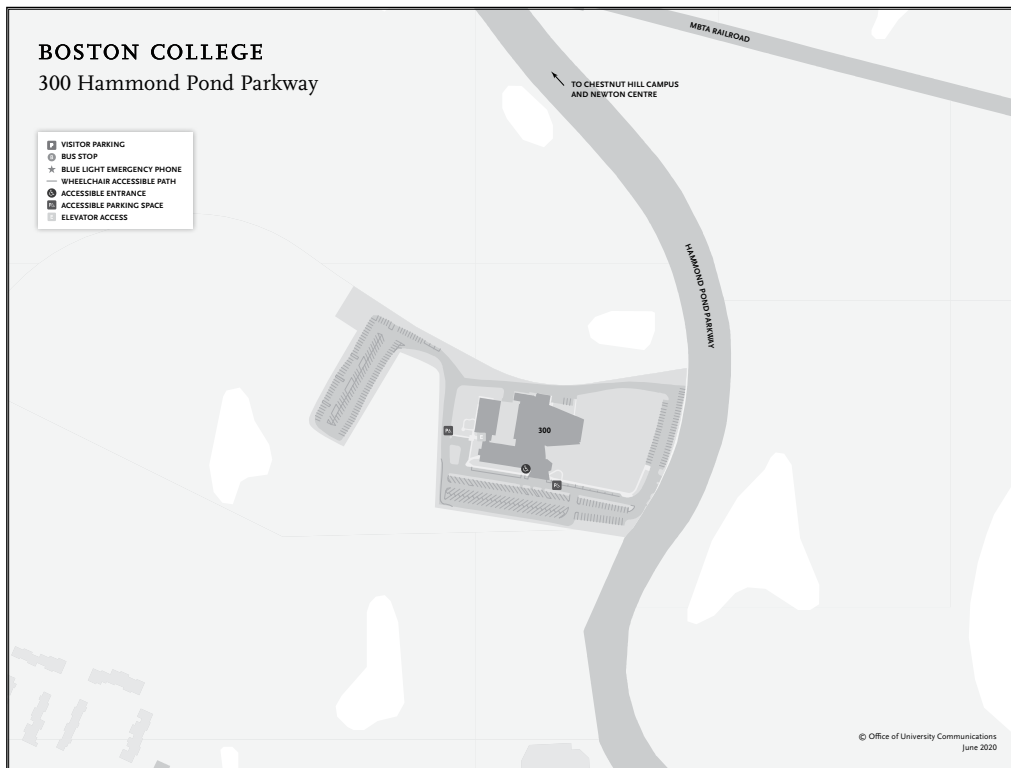 BOSTON COLLEGE
300 Hammond Pond Parkway
MBTA RAILROAD
TO CHESTNUT HILL CAMPUS
AND NEWTON CENTRE
P VISITOR PARKING
BUS STOP
BLUE LIGHT EMERGENCY PHONE
WHEELCHAIR ACCESSIBLE PATH
ACCESSIBLE ENTRANCE
ACCESSIBLE PARKING SPACE
ELEVATOR ACCESS
HAMMOND POND PARKWAY
300
© Office of University Communications
June 2020